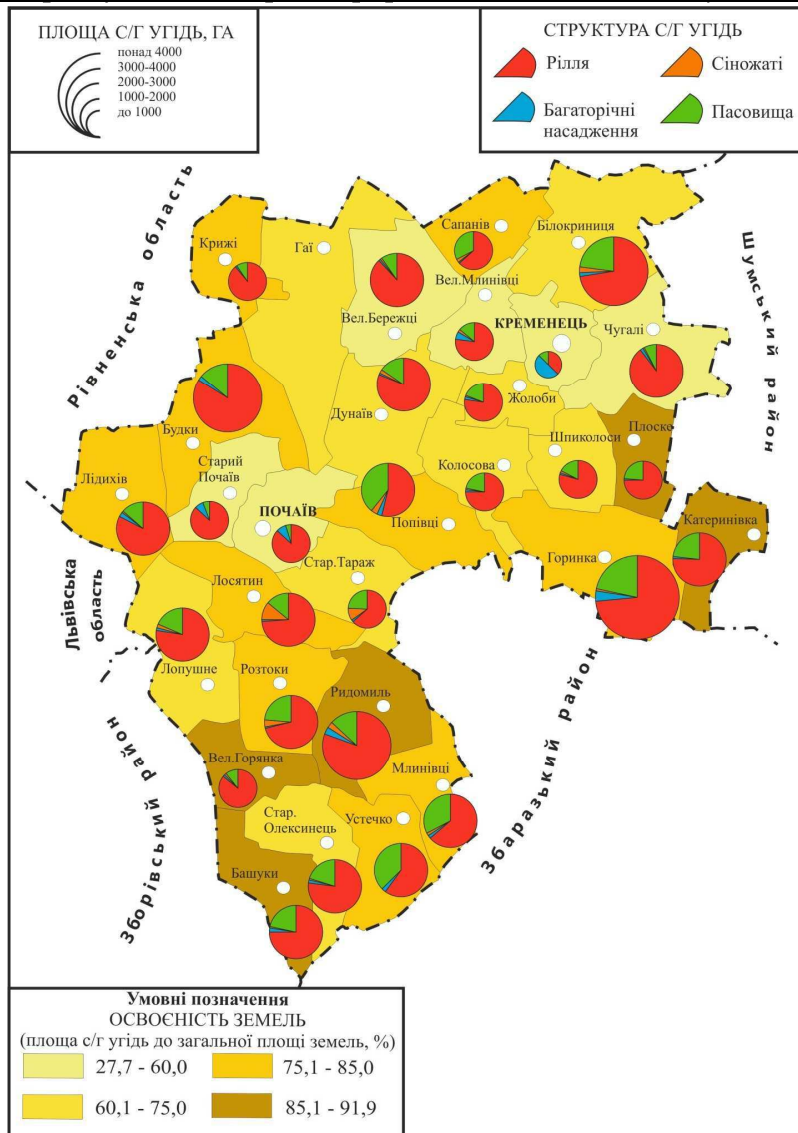 ПЛОЩА С/Г УГІДЬ, ГА
понад 4000
3000-4000
2000-3000
1000-2000
до 1000
СТРУКТУРА С/Г УГІДЬ
Рілля
Сіножаті
Багаторічні
насадження
Пасовища
Рівненська область
Шумський район
Крижі
Гаї
Сапанів
Білокриниця
Вел.Млинівці
Вел.Бережці
КРЕМЕНЕЦЬ
Чугалі
Жолоби
Дунаїв
Будки
Старий
Почаїв
Колосова
Шпиколоси
Плоске
Лідихів
ПОЧАЇВ
Попівці
Катеринівка
Горинка
Стар.Тараж
Львівська
область
Лосятин
Лопушне
Розтоки
Ридомиль
Збаразький район
Зборівський район
Вел.Горянка
Млинівці
Стар.
Олексинець
Устечко
Башуки
Умовні позначення
ОСВОЄНІСТЬ ЗЕМЕЛЬ
(площа с/г угідь до загальної площі земель, %)
27,7 - 60,0
75,1 - 85,0
60,1 - 75,0
85,1 - 91,9